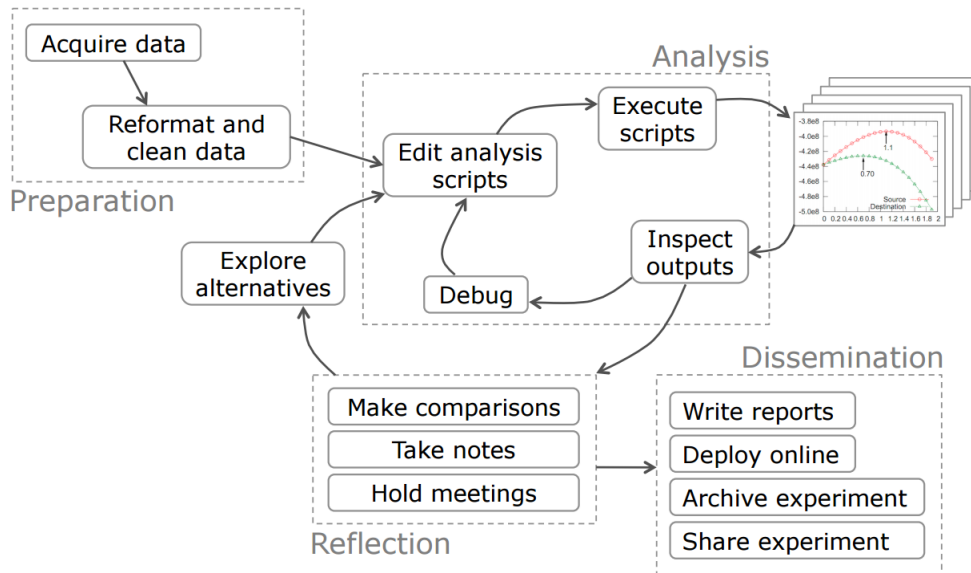 Acquire data
Reformat and
clean data
Preparation
Analysis
Edit analysis
scripts
Execute
scripts
-3.8e8
-4.0e8
-4.2e8
-4.4e8
-4.6e8
-4.8e8
-5.0e8
1.1
0.70
Source
Destination
0 0.2 0.4 0.6 0.8 1 1.2 1.4 1.6 1.8 2
Inspect
outputs
Debug
Explore
alternatives
Make comparisons
Take notes
Hold meetings
Reflection
Dissemination
Write reports
Deploy online
Archive experiment
Share experiment